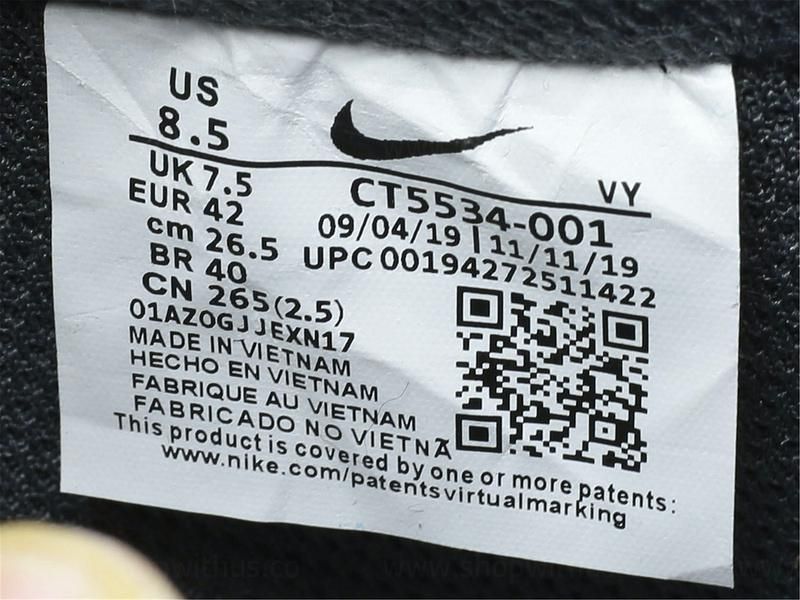 US
8.5
UK 7.5
EUR 42
cm 26.5
BR 40
CN 265(2.5)
VY
CT5534-001
09/04/19 | 11/11/19
UPC 00194272511422
01AZOGJJEXN17
MADE IN VIETNAM
HECHO EN VIETNAM
FABRIQUE AU VIETNAM
FABRICADO NO VIETNÃ
This product is covered by one or more patents:
www.nike.com/patentsvirtualmarking